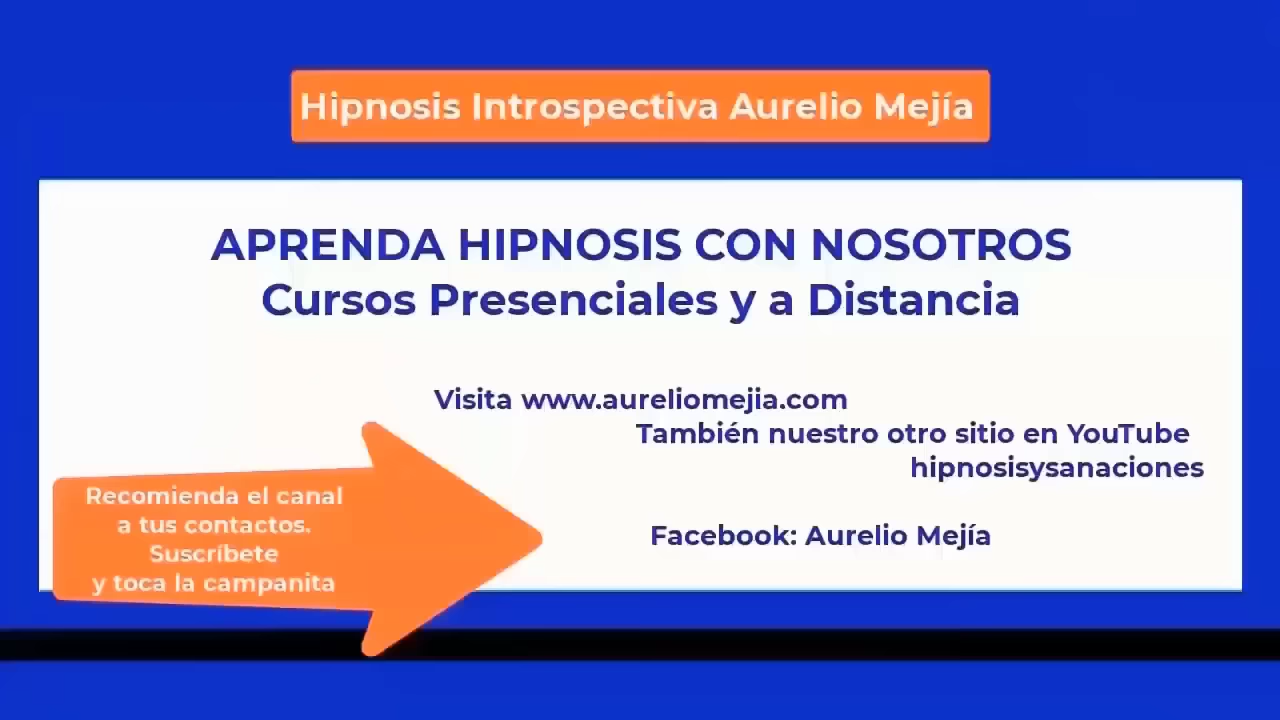 Hipnosis Introspectiva Aurelio Mejía
APRENDA HIPNOSIS CON NOSOTROS
Cursos Presenciales y a Distancia
Visita www.aureliomejia.com
También nuestro otro sitio en YouTube
hipnosisysanaciones
Facebook: Aurelio Mejía
Recomienda el canal
a tus contactos.
Suscríbete
y toca la campanita